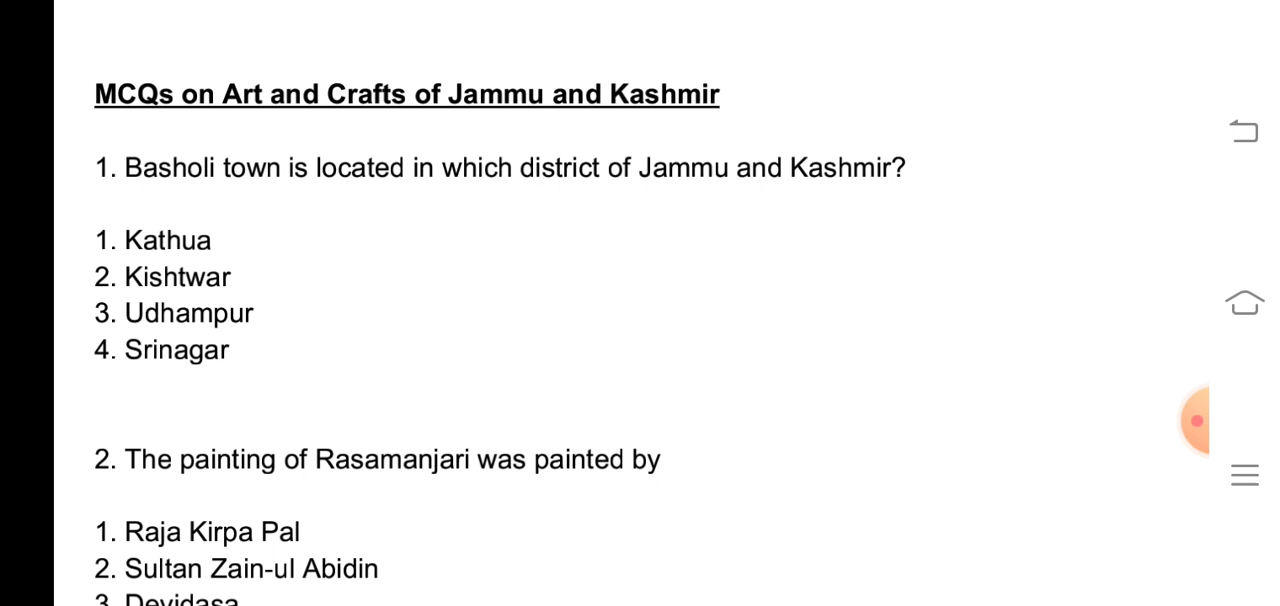 MCQs on Art and Crafts of Jammu and Kashmir
1. Basholi town is located in which district of Jammu and Kashmir?
1. Kathua
2. Kishtwar
3. Udhampur
4. Srinagar
2. The painting of Rasamanjari was painted by
1. Raja Kirpa Pal
2. Sultan Zain-ul Abidin
3. Devidasa